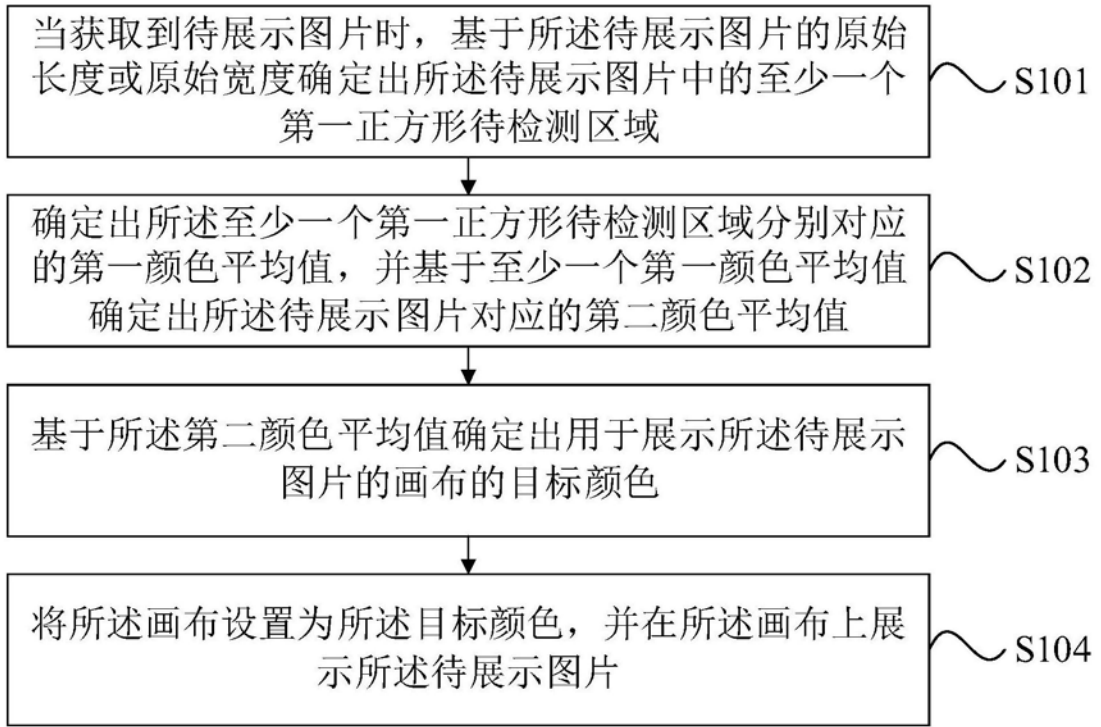 当获取到待展示图片时，基于所述待展示图片的原始
长度或原始宽度确定出所述待展示图片中的至少一个
第一正方形待检测区域
S101
确定出所述至少一个第一正方形待检测区域分别对应
的第一颜色平均值，并基于至少一个第一颜色平均值
确定出所述待展示图片对应的第二颜色平均值
S102
基于所述第二颜色平均值确定出用于展示所述待展示
图片的画布的目标颜色
S103
将所述画布设置为所述目标颜色，并在所述画布上展
示所述待展示图片
S104